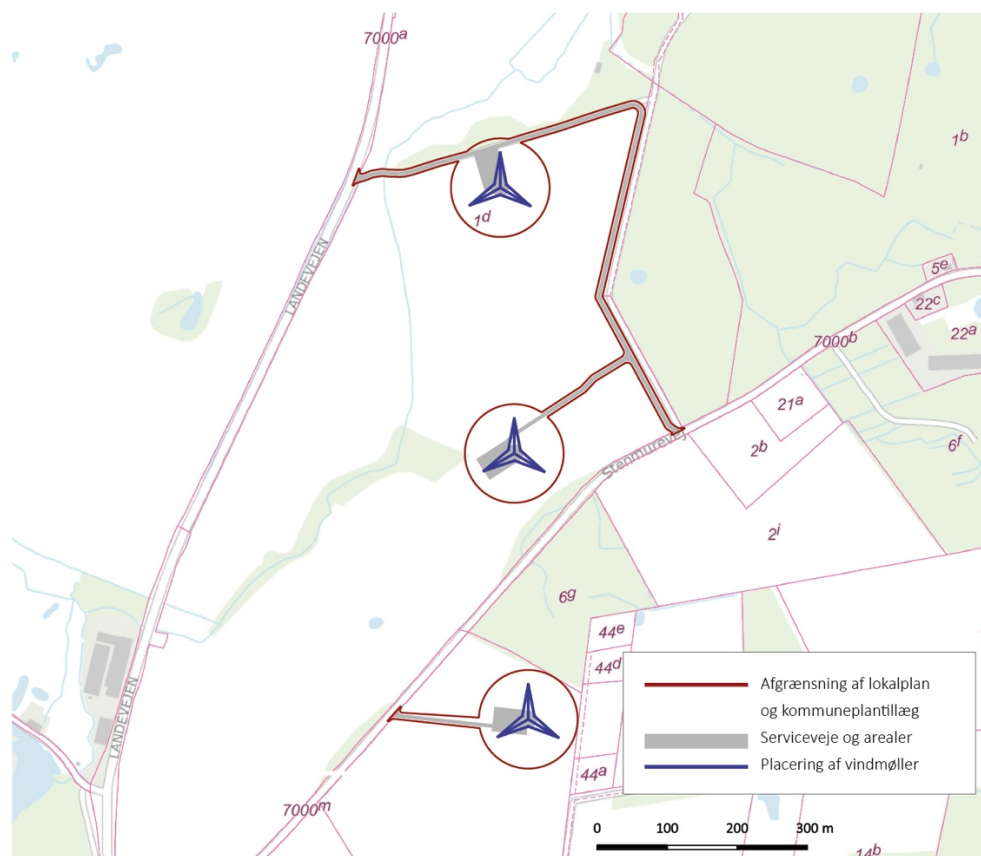 7000a
1b
1d
5e
22c
LANDEVEJEN
7000b
22a
21a
6f
2b
Stenmurevej
2i
6g
44e
44d
LANDEVEJEN
44a
7000m
14b
Afgrænsning af lokalplan
og kommuneplantillæg
Serviceveje og arealer
Placering af vindmøller
0 100 200 300 m